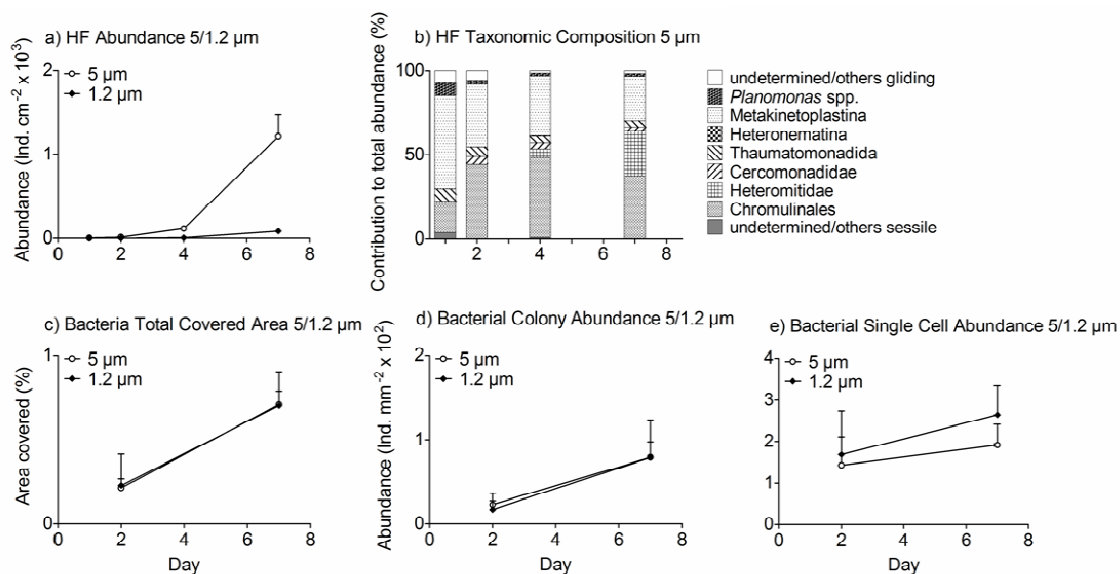 a) HF Abundance 5/1.2 µm
5 µm
1.2 µm
Abundance (Ind. cm⁻² x 10³)
2
1
0
0 2 4 6 8
b) HF Taxonomic Composition 5 µm
Contribution to total abundance (%)
100
50
0
2 4 6 8
undetermined/others gliding
Planomonas spp.
Metakinetoplastina
Heteronematina
Thaumatomonadida
Cercomonadidae
Heteromitidae
Chromulinales
undetermined/others sessile
c) Bacteria Total Covered Area 5/1.2 µm
5 µm
1.2 µm
Area covered (%)
1
0
0 2 4 6 8
Day
d) Bacterial Colony Abundance 5/1.2 µm
5 µm
1.2 µm
Abundance (Ind. mm⁻² x 10²)
2
1
0
0 2 4 6 8
Day
e) Bacterial Single Cell Abundance 5/1.2 µm
5 µm
1.2 µm
4
3
2
1
0
0 2 4 6 8
Day